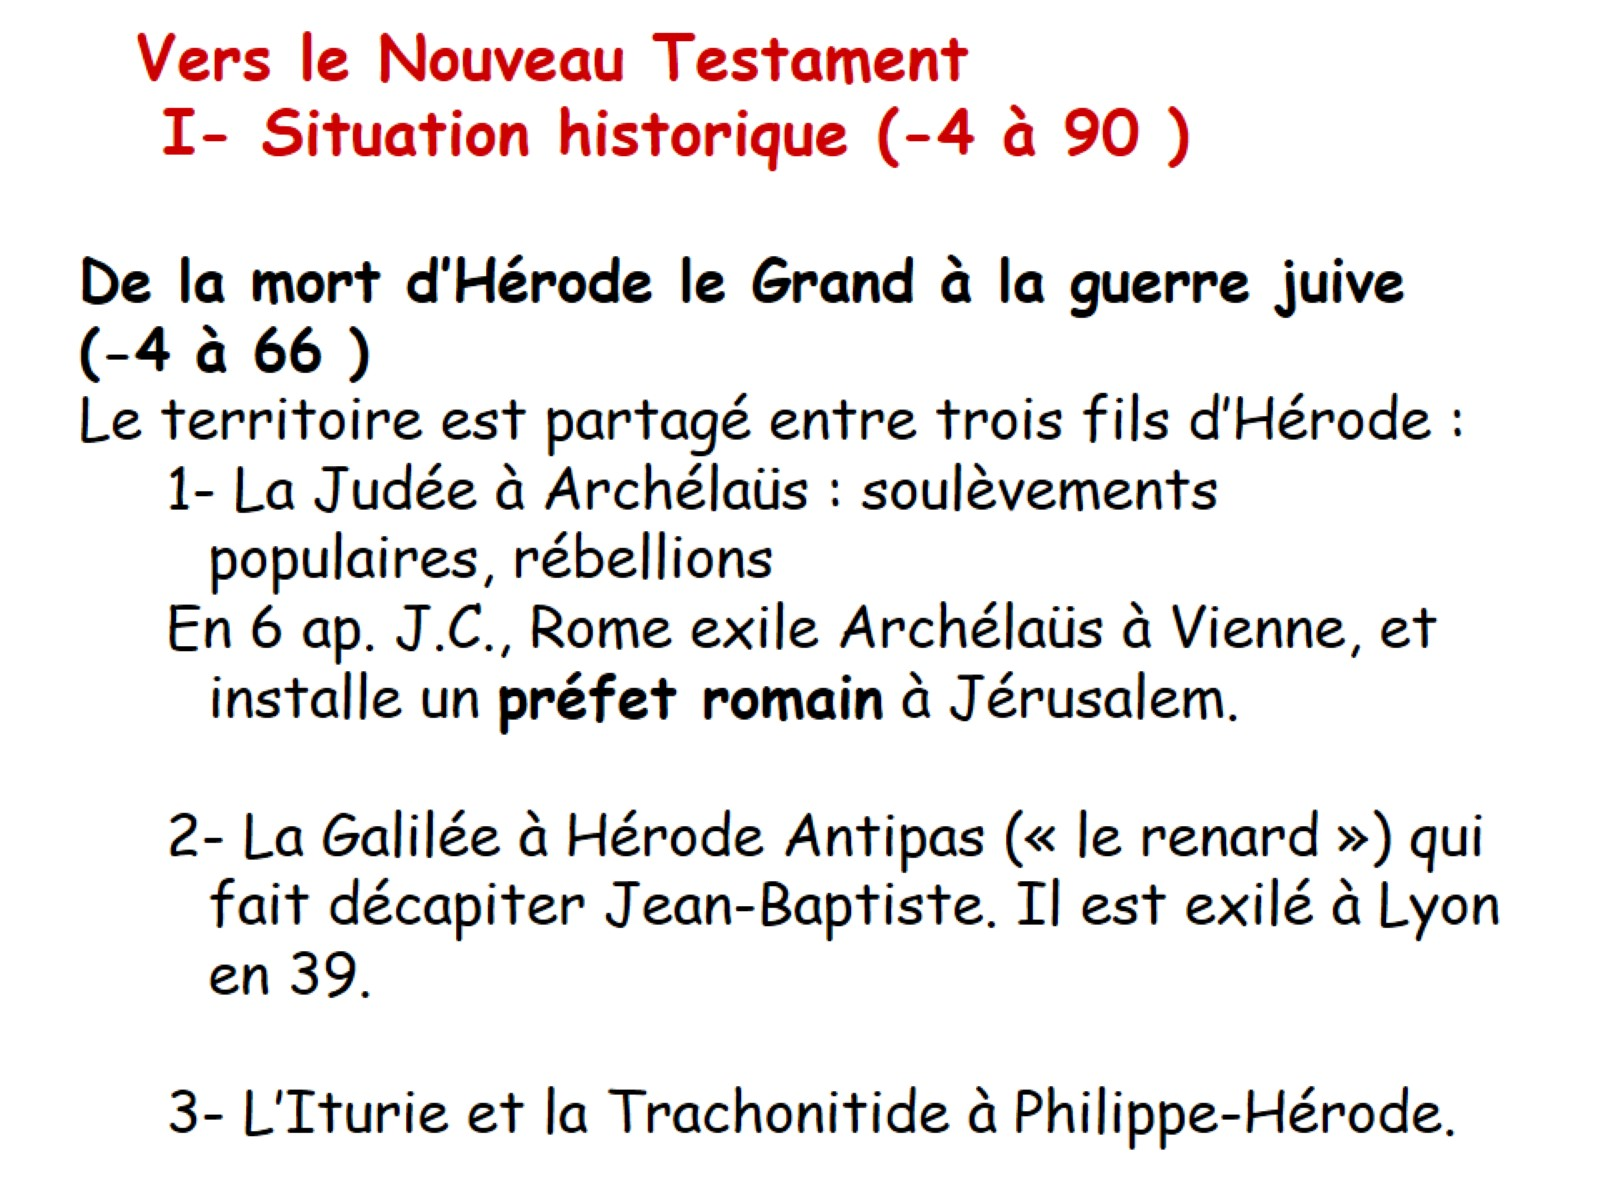 Vers le Nouveau Testament
I- Situation historique (-4 à 90 )
De la mort d'Hérode le Grand à la guerre juive
(-4 à 66 )
Le territoire est partagé entre trois fils d'Hérode :
1- La Judée à Archélaüs : soulèvements
populaires, rébellions
En 6 ap. J.C., Rome exile Archélaüs à Vienne, et
installe un préfet romain à Jérusalem.
2- La Galilée à Hérode Antipas (« le renard ») qui
fait décapiter Jean-Baptiste. Il est exilé à Lyon
en 39.
3- L'Iturie et la Trachonitide à Philippe-Hérode.